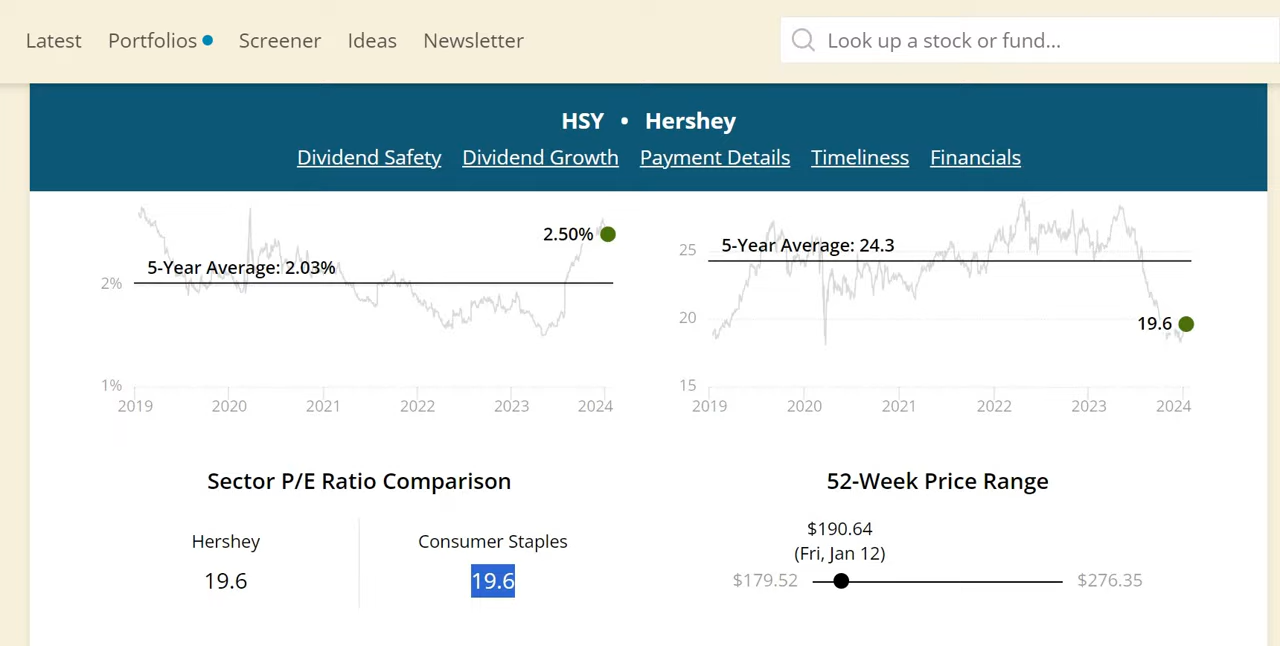 Latest Portfolios Screener Ideas Newsletter Look up a stock or fund...
HSY • Hershey
Dividend Safety Dividend Growth Payment Details Timeliness Financials
2.50%
5-Year Average: 2.03%
2%
1%
2019 2020 2021 2022 2023 2024
5-Year Average: 24.3
25
20
19.6
15
2019 2020 2021 2022 2023 2024
Sector P/E Ratio Comparison
Hershey Consumer Staples
19.6 19.6
52-Week Price Range
$190.64
(Fri, Jan 12)
$179.52 $276.35